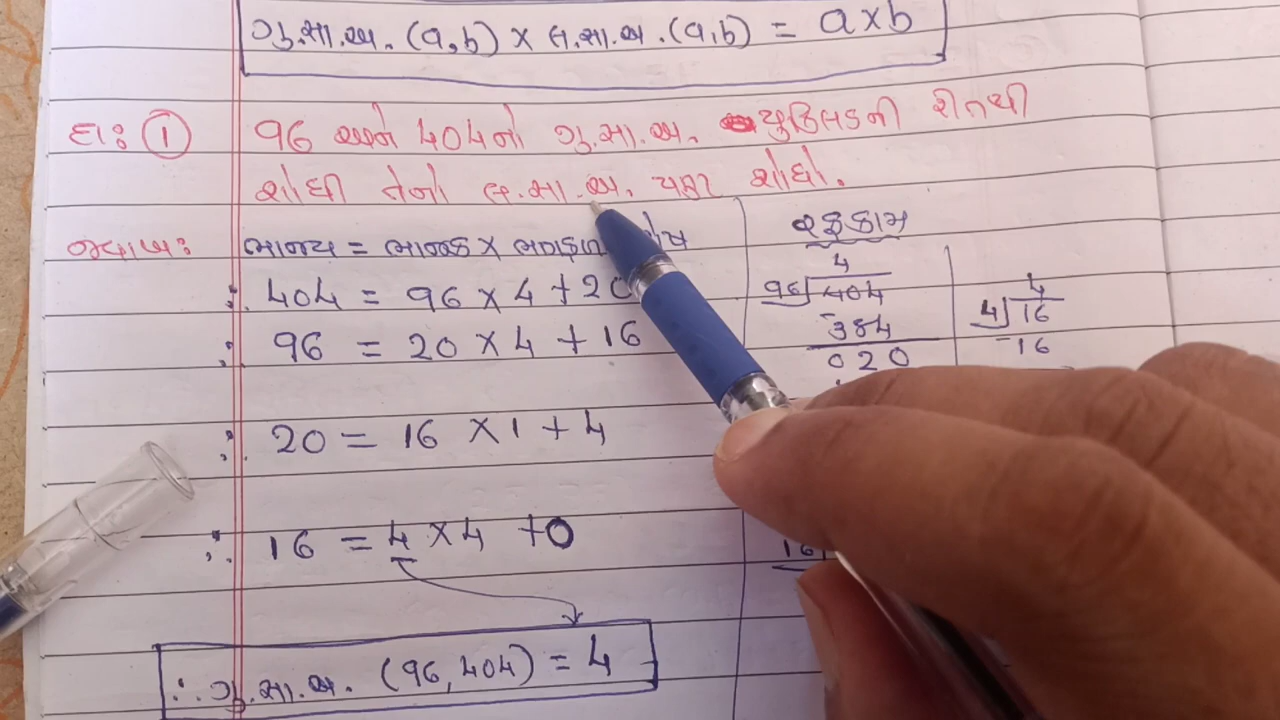 ગુ.સા.અ. (a,b) × લ.સા.અ. (a,b) = a×b
દાઃ ① 96 અને 404નો ગુ.સા.અ. યુક્લિડની રીતથી
શોધી તેનો લ.સા.અ. પણ શોધો.
જવાબઃ ભાજ્ય = ભાજક ×
∴ 404 = 96 × 4 + 20
∴ 96 = 20 × 4 + 16
∴ 20 = 16 × 1 + 4
∴ 16 = 4 × 4 + 0
∴ ગુ.સા.અ. (96, 404) = 4
રફકામ
4
96 404
-384
020
4
4 16
-16
16